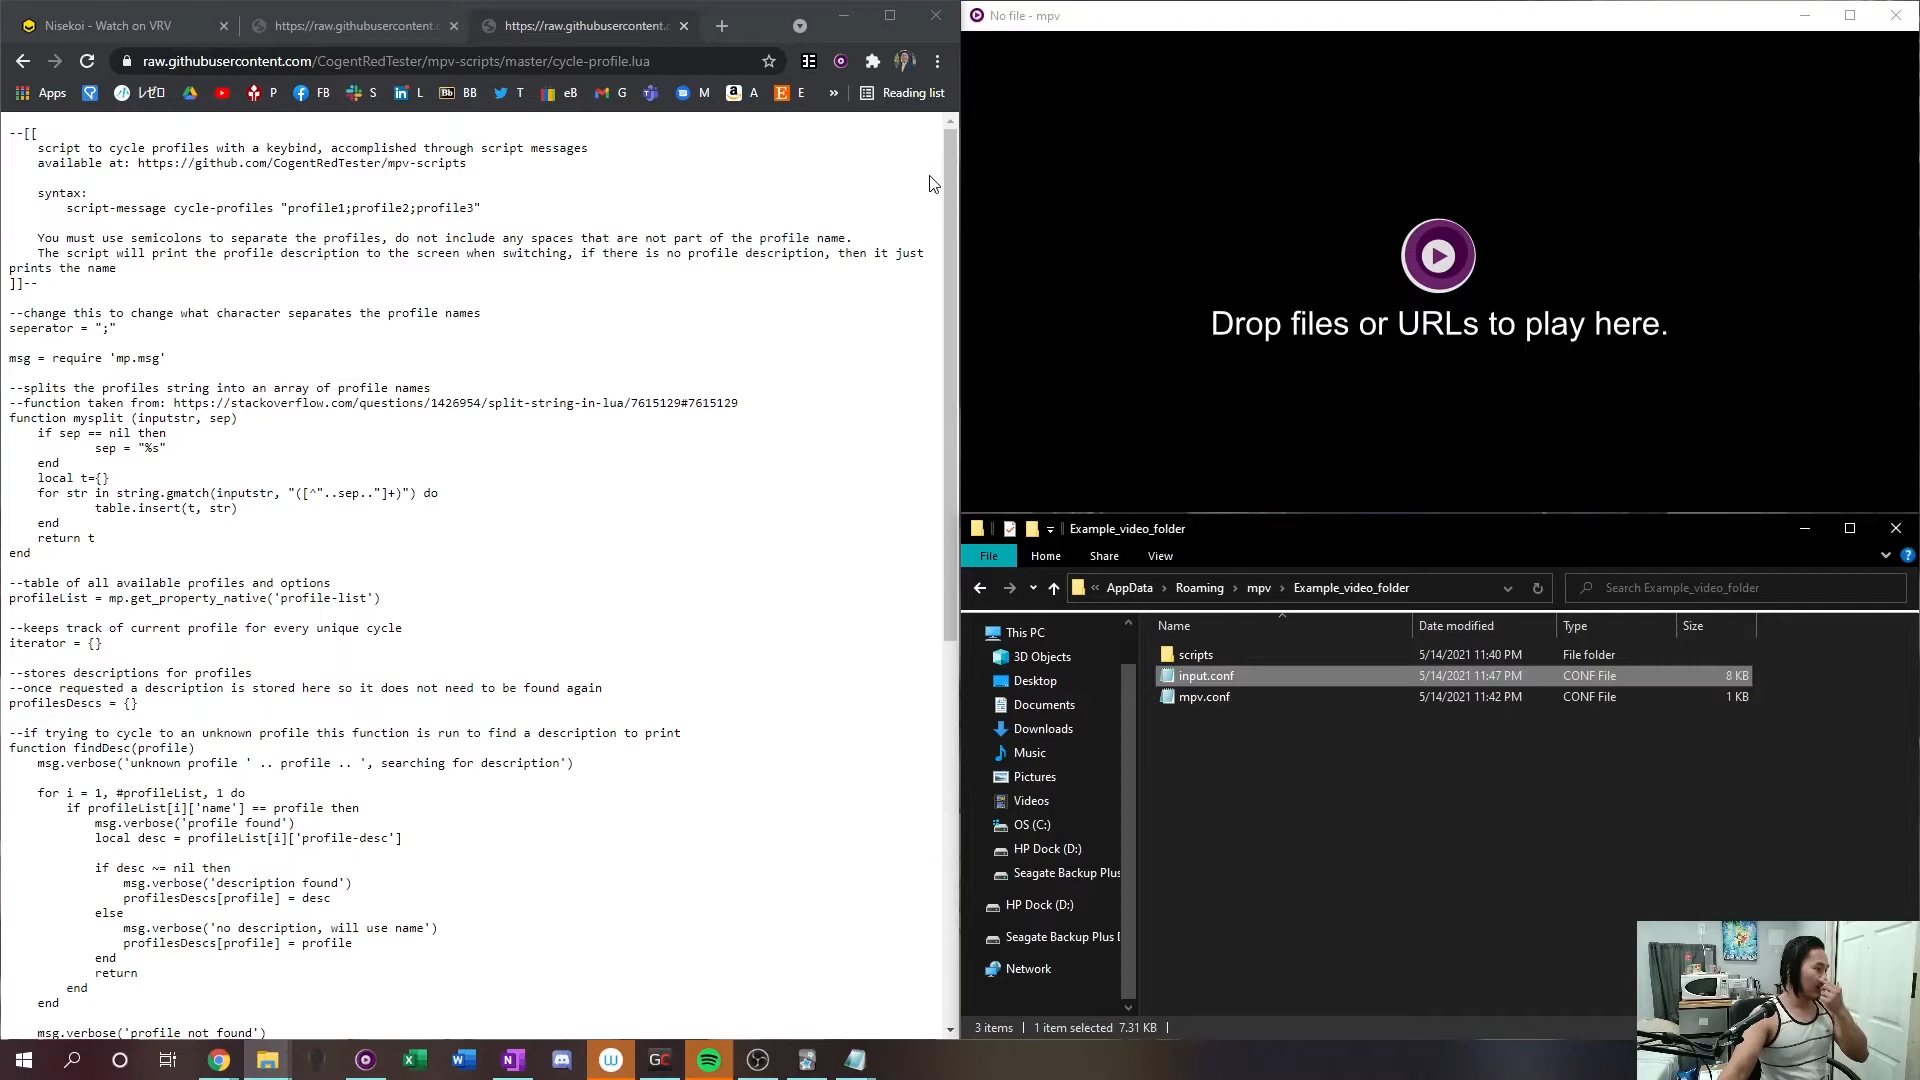 Nisekoi - Watch on VRV
https://raw.githubusercontent.
https://raw.githubusercontent.
raw.githubusercontent.com/CogentRedTester/mpv-scripts/master/cycle-profile.lua
Apps
レゼロ
P
FB
S
L
BB
T
eB
G
M
A
E
»
Reading list
--[[
script to cycle profiles with a keybind, accomplished through script messages
available at: https://github.com/CogentRedTester/mpv-scripts
syntax:
script-message cycle-profiles "profile1;profile2;profile3"
You must use semicolons to separate the profiles, do not include any spaces that are not part of the profile name.
The script will print the profile description to the screen when switching, if there is no profile description, then it just
prints the name
]]--
--change this to change what character separates the profile names
seperator = ";"
msg = require 'mp.msg'
--splits the profiles string into an array of profile names
--function taken from: https://stackoverflow.com/questions/1426954/split-string-in-lua/7615129#7615129
function mysplit (inputstr, sep)
if sep == nil then
sep = "%s"
end
local t={}
for str in string.gmatch(inputstr, "([^"..sep.."]+)") do
table.insert(t, str)
end
return t
end
--table of all available profiles and options
profileList = mp.get_property_native('profile-list')
--keeps track of current profile for every unique cycle
iterator = {}
--stores descriptions for profiles
--once requested a description is stored here so it does not need to be found again
profilesDescs = {}
--if trying to cycle to an unknown profile this function is run to find a description to print
function findDesc(profile)
msg.verbose('unknown profile ' .. profile .. ', searching for description')
for i = 1, #profileList, 1 do
if profileList[i]['name'] == profile then
msg.verbose('profile found')
local desc = profileList[i]['profile-desc']
if desc ~= nil then
msg.verbose('description found')
profilesDescs[profile] = desc
else
msg.verbose('no description, will use name')
profilesDescs[profile] = profile
end
return
end
end
msg.verbose('profile not found')
No file - mpv
Drop files or URLs to play here.
Example_video_folder
File
Home
Share
View
« AppData › Roaming › mpv › Example_video_folder
Search Example_video_folder
Name
Date modified
Type
Size
scripts
5/14/2021 11:40 PM
File folder
input.conf
5/14/2021 11:47 PM
CONF File
8 KB
mpv.conf
5/14/2021 11:42 PM
CONF File
1 KB
This PC
3D Objects
Desktop
Documents
Downloads
Music
Pictures
Videos
OS (C:)
HP Dock (D:)
Seagate Backup Plus
HP Dock (D:)
Seagate Backup Plus
Network
3 items
1 item selected 7.31 KB
GC